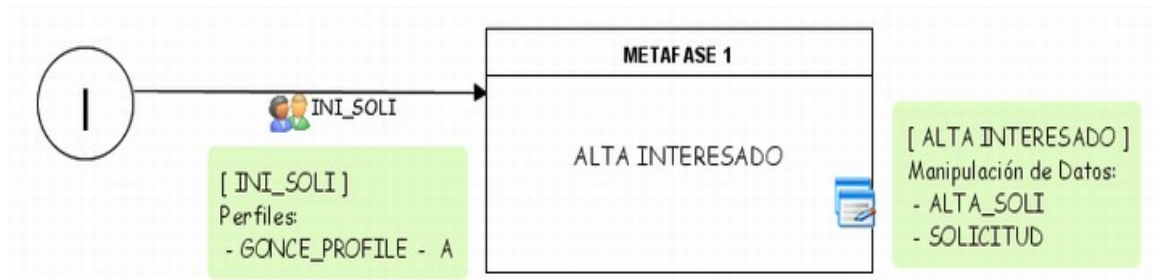 I
INI_SOLI
[ INI_SOLI ]
Perfiles:
- GONCE_PROFILE - A
METAFASE 1
ALTA INTERESADO
[ ALTA INTERESADO ]
Manipulación de Datos:
- ALTA_SOLI
- SOLICITUD